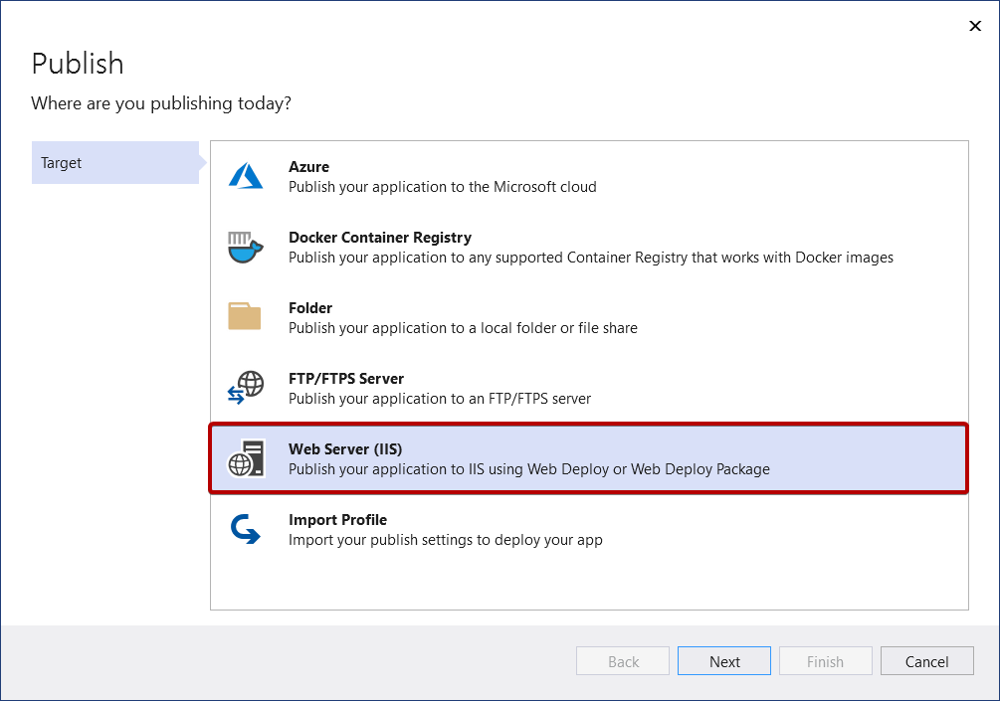 Publish
Where are you publishing today?
Target
Azure
Publish your application to the Microsoft cloud
Docker Container Registry
Publish your application to any supported Container Registry that works with Docker images
Folder
Publish your application to a local folder or file share
FTP/FTPS Server
Publish your application to an FTP/FTPS server
Web Server (IIS)
Publish your application to IIS using Web Deploy or Web Deploy Package
Import Profile
Import your publish settings to deploy your app
Back
Next
Finish
Cancel